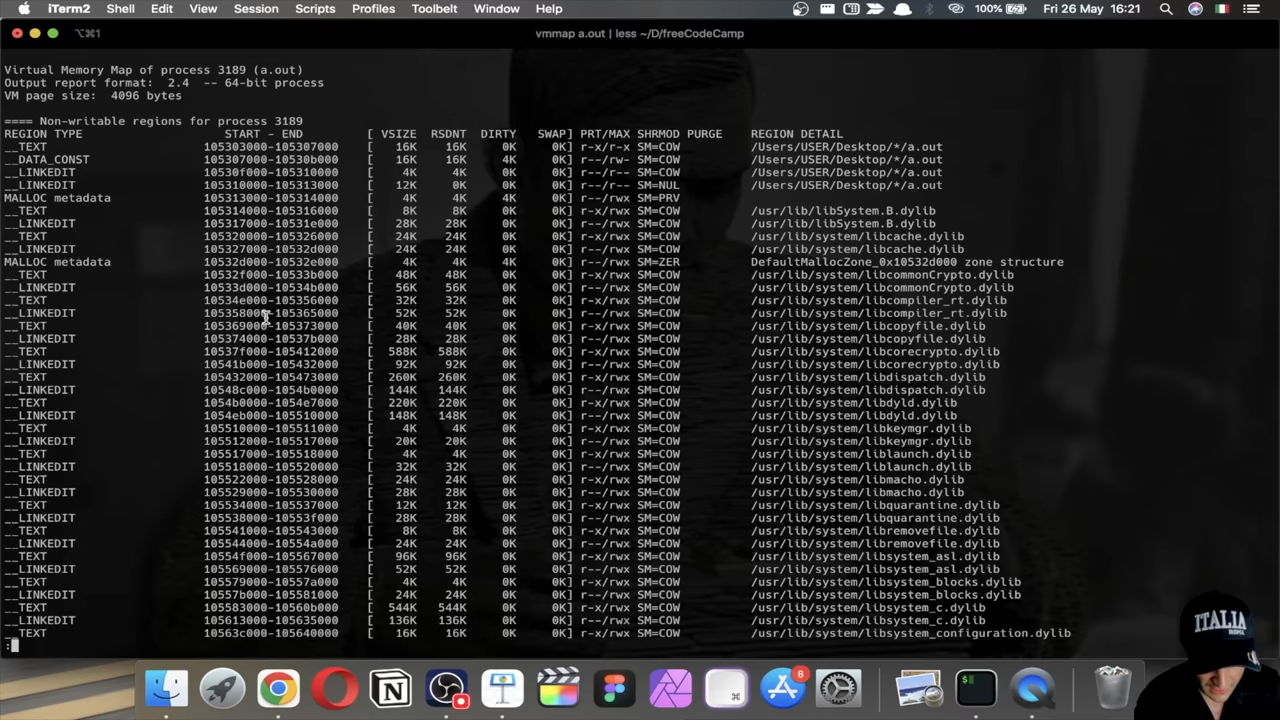 iTerm2 Shell Edit View Session Scripts Profiles Toolbelt Window Help 100% Fri 26 May 16:21
⌥⌘1 vmmap a.out | less ~/D/freeCodeCamp
Virtual Memory Map of process 3189 (a.out)
Output report format: 2.4 -- 64-bit process
VM page size: 4096 bytes
==== Non-writable regions for process 3189
REGION TYPE START - END [ VSIZE RSDNT DIRTY SWAP] PRT/MAX SHRMOD PURGE REGION DETAIL
__TEXT 105303000-105307000 [ 16K 16K 0K 0K] r-x/r-x SM=COW /Users/USER/Desktop/*/a.out
__DATA_CONST 105307000-10530b000 [ 16K 16K 4K 0K] r--/rw- SM=COW /Users/USER/Desktop/*/a.out
__LINKEDIT 10530f000-105310000 [ 4K 4K 0K 0K] r--/r-- SM=COW /Users/USER/Desktop/*/a.out
__LINKEDIT 105310000-105313000 [ 12K 0K 0K 0K] r--/r-- SM=NUL /Users/USER/Desktop/*/a.out
MALLOC metadata 105313000-105314000 [ 4K 4K 4K 0K] r--/rwx SM=PRV
__TEXT 105314000-105316000 [ 8K 8K 0K 0K] r-x/rwx SM=COW /usr/lib/libSystem.B.dylib
__LINKEDIT 105317000-10531e000 [ 28K 28K 0K 0K] r--/rwx SM=COW /usr/lib/libSystem.B.dylib
__TEXT 105320000-105326000 [ 24K 24K 0K 0K] r-x/rwx SM=COW /usr/lib/system/libcache.dylib
__LINKEDIT 105327000-10532d000 [ 24K 24K 0K 0K] r--/rwx SM=COW /usr/lib/system/libcache.dylib
MALLOC metadata 10532d000-10532e000 [ 4K 4K 4K 0K] r--/rwx SM=ZER DefaultMallocZone_0x10532d000 zone structure
__TEXT 10532f000-10533b000 [ 48K 48K 0K 0K] r-x/rwx SM=COW /usr/lib/system/libcommonCrypto.dylib
__LINKEDIT 10533d000-10534b000 [ 56K 56K 0K 0K] r--/rwx SM=COW /usr/lib/system/libcommonCrypto.dylib
__TEXT 10534e000-105356000 [ 32K 32K 0K 0K] r-x/rwx SM=COW /usr/lib/system/libcompiler_rt.dylib
__LINKEDIT 105358000-105365000 [ 52K 52K 0K 0K] r--/rwx SM=COW /usr/lib/system/libcompiler_rt.dylib
__TEXT 105369000-105373000 [ 40K 40K 0K 0K] r-x/rwx SM=COW /usr/lib/system/libcopyfile.dylib
__LINKEDIT 105374000-10537b000 [ 28K 28K 0K 0K] r--/rwx SM=COW /usr/lib/system/libcopyfile.dylib
__TEXT 10537f000-105412000 [ 588K 588K 0K 0K] r-x/rwx SM=COW /usr/lib/system/libcorecrypto.dylib
__LINKEDIT 10541b000-105432000 [ 92K 92K 0K 0K] r--/rwx SM=COW /usr/lib/system/libcorecrypto.dylib
__TEXT 105432000-105473000 [ 260K 260K 0K 0K] r-x/rwx SM=COW /usr/lib/system/libdispatch.dylib
__LINKEDIT 10548c000-1054b0000 [ 144K 144K 0K 0K] r--/rwx SM=COW /usr/lib/system/libdispatch.dylib
__TEXT 1054b0000-1054e7000 [ 220K 220K 0K 0K] r-x/rwx SM=COW /usr/lib/system/libdyld.dylib
__LINKEDIT 1054eb000-105510000 [ 148K 148K 0K 0K] r--/rwx SM=COW /usr/lib/system/libdyld.dylib
__TEXT 105510000-105511000 [ 4K 4K 0K 0K] r-x/rwx SM=COW /usr/lib/system/libkeymgr.dylib
__LINKEDIT 105512000-105517000 [ 20K 20K 0K 0K] r--/rwx SM=COW /usr/lib/system/libkeymgr.dylib
__TEXT 105517000-105518000 [ 4K 4K 0K 0K] r-x/rwx SM=COW /usr/lib/system/liblaunch.dylib
__LINKEDIT 105518000-105520000 [ 32K 32K 0K 0K] r--/rwx SM=COW /usr/lib/system/liblaunch.dylib
__TEXT 105522000-105528000 [ 24K 24K 0K 0K] r-x/rwx SM=COW /usr/lib/system/libmacho.dylib
__LINKEDIT 105529000-105530000 [ 28K 28K 0K 0K] r--/rwx SM=COW /usr/lib/system/libmacho.dylib
__TEXT 105534000-105537000 [ 12K 12K 0K 0K] r-x/rwx SM=COW /usr/lib/system/libquarantine.dylib
__LINKEDIT 105538000-10553f000 [ 28K 28K 0K 0K] r--/rwx SM=COW /usr/lib/system/libquarantine.dylib
__TEXT 105541000-105543000 [ 8K 8K 0K 0K] r-x/rwx SM=COW /usr/lib/system/libremovefile.dylib
__LINKEDIT 105544000-10554a000 [ 24K 24K 0K 0K] r--/rwx SM=COW /usr/lib/system/libremovefile.dylib
__TEXT 10554f000-105567000 [ 96K 96K 0K 0K] r-x/rwx SM=COW /usr/lib/system/libsystem_asl.dylib
__LINKEDIT 105569000-105576000 [ 52K 52K 0K 0K] r--/rwx SM=COW /usr/lib/system/libsystem_asl.dylib
__TEXT 105579000-10557a000 [ 4K 4K 0K 0K] r-x/rwx SM=COW /usr/lib/system/libsystem_blocks.dylib
__LINKEDIT 10557b000-105581000 [ 24K 24K 0K 0K] r--/rwx SM=COW /usr/lib/system/libsystem_blocks.dylib
__TEXT 105583000-10560b000 [ 544K 544K 0K 0K] r-x/rwx SM=COW /usr/lib/system/libsystem_c.dylib
__LINKEDIT 105613000-105635000 [ 136K 136K 0K 0K] r--/rwx SM=COW /usr/lib/system/libsystem_c.dylib
__TEXT 10563c000-105640000 [ 16K 16K 0K 0K] r-x/rwx SM=COW /usr/lib/system/libsystem_configuration.dylib
:
ITALIA
8
$